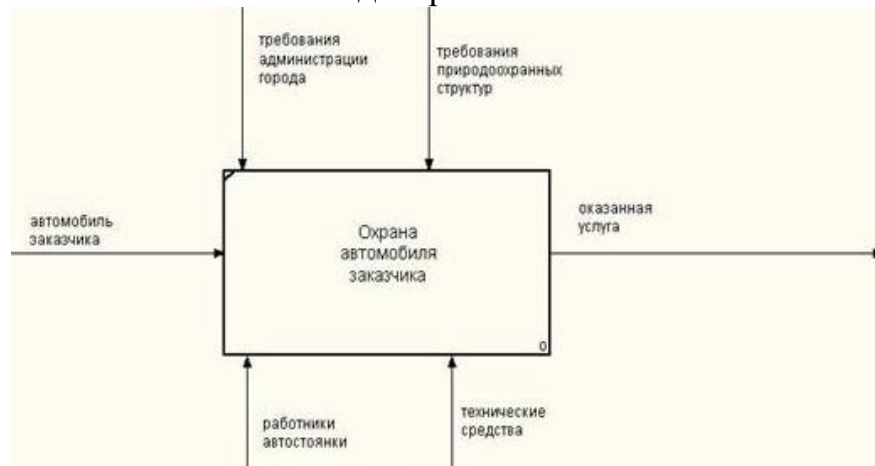 требования
администрации
города
требования
природоохранных
структур
автомобиль
заказчика
Охрана
автомобиля
заказчика
0
оказанная
услуга
работники
автостоянки
технические
средства